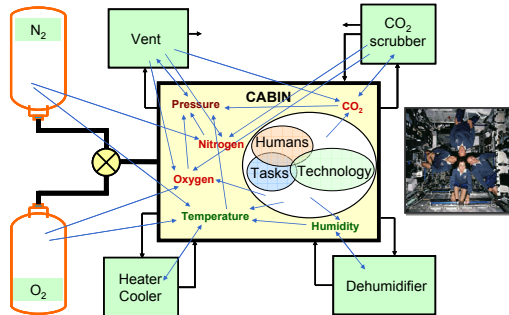 N2
Vent
CO2
scrubber
CABIN
Pressure
CO2
Nitrogen
Humans
Tasks
Technology
Oxygen
Temperature
Humidity
O2
Heater
Cooler
Dehumidifier